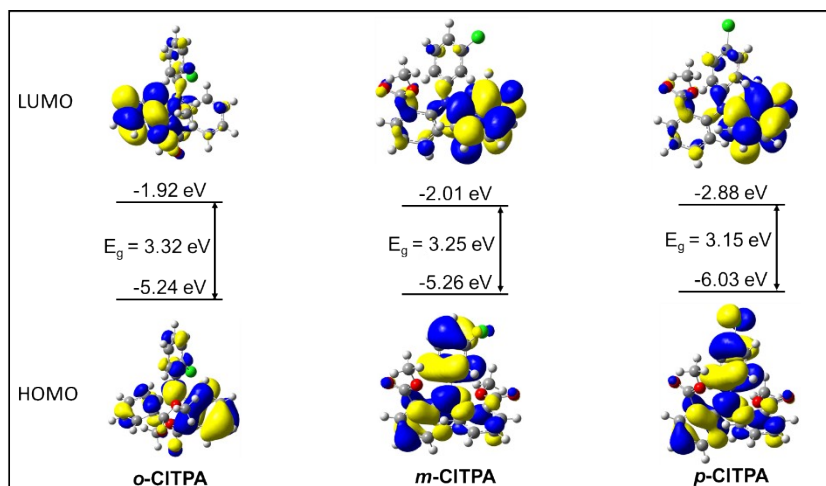 LUMO
-1.92 eV
-2.01 eV
-2.88 eV
Eg = 3.32 eV
Eg = 3.25 eV
Eg = 3.15 eV
-5.24 eV
-5.26 eV
-6.03 eV
HOMO
o-ClTPA
m-ClTPA
p-ClTPA